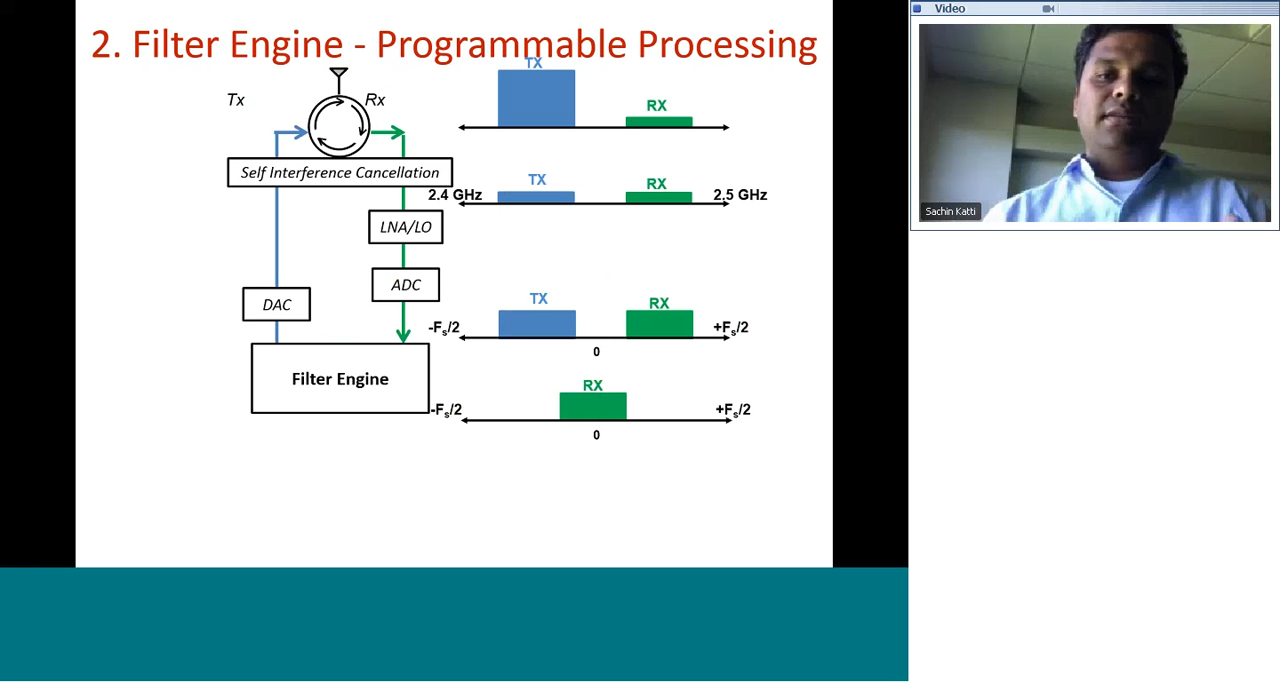 Video
2. Filter Engine - Programmable Processing
Tx
Rx
Self Interference Cancellation
LNA/LO
ADC
DAC
Filter Engine
TX
RX
TX
RX
2.4 GHz
2.5 GHz
TX
RX
-Fs/2
+Fs/2
0
RX
-Fs/2
+Fs/2
0
Sachin Katti